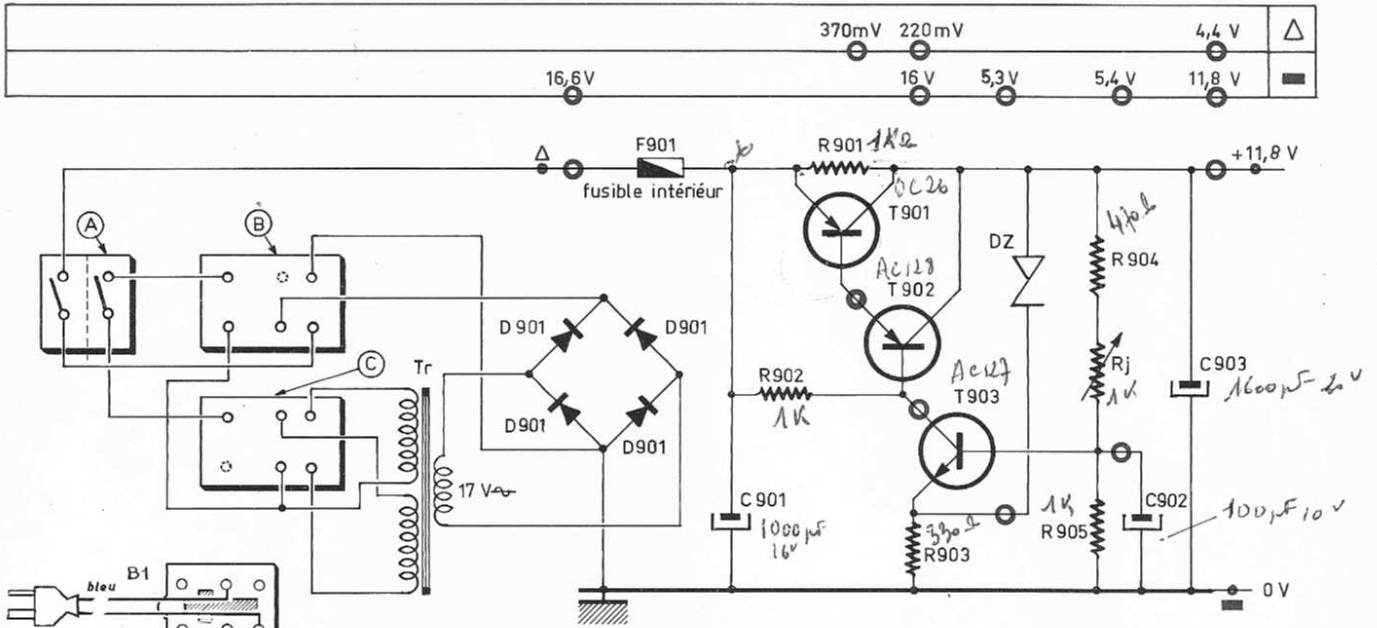 370mV 220mV 4,4 V Δ
16,6V 16 V 5,3V 5,4 V 11,8 V
Δ F901 R901 1KΩ +11,8 V
fusible intériéur
OC26
T901
A B
470Ω
DZ R904
AC128
T902
D901 D901
C Tr Rj C903
1K 1600µF-20V
R902 AC127
1K T903
D901 D901
17 V~
C901 1K C902
1000µF 330Ω R905 100µF 10V
16V R903
B1
bleu
0V